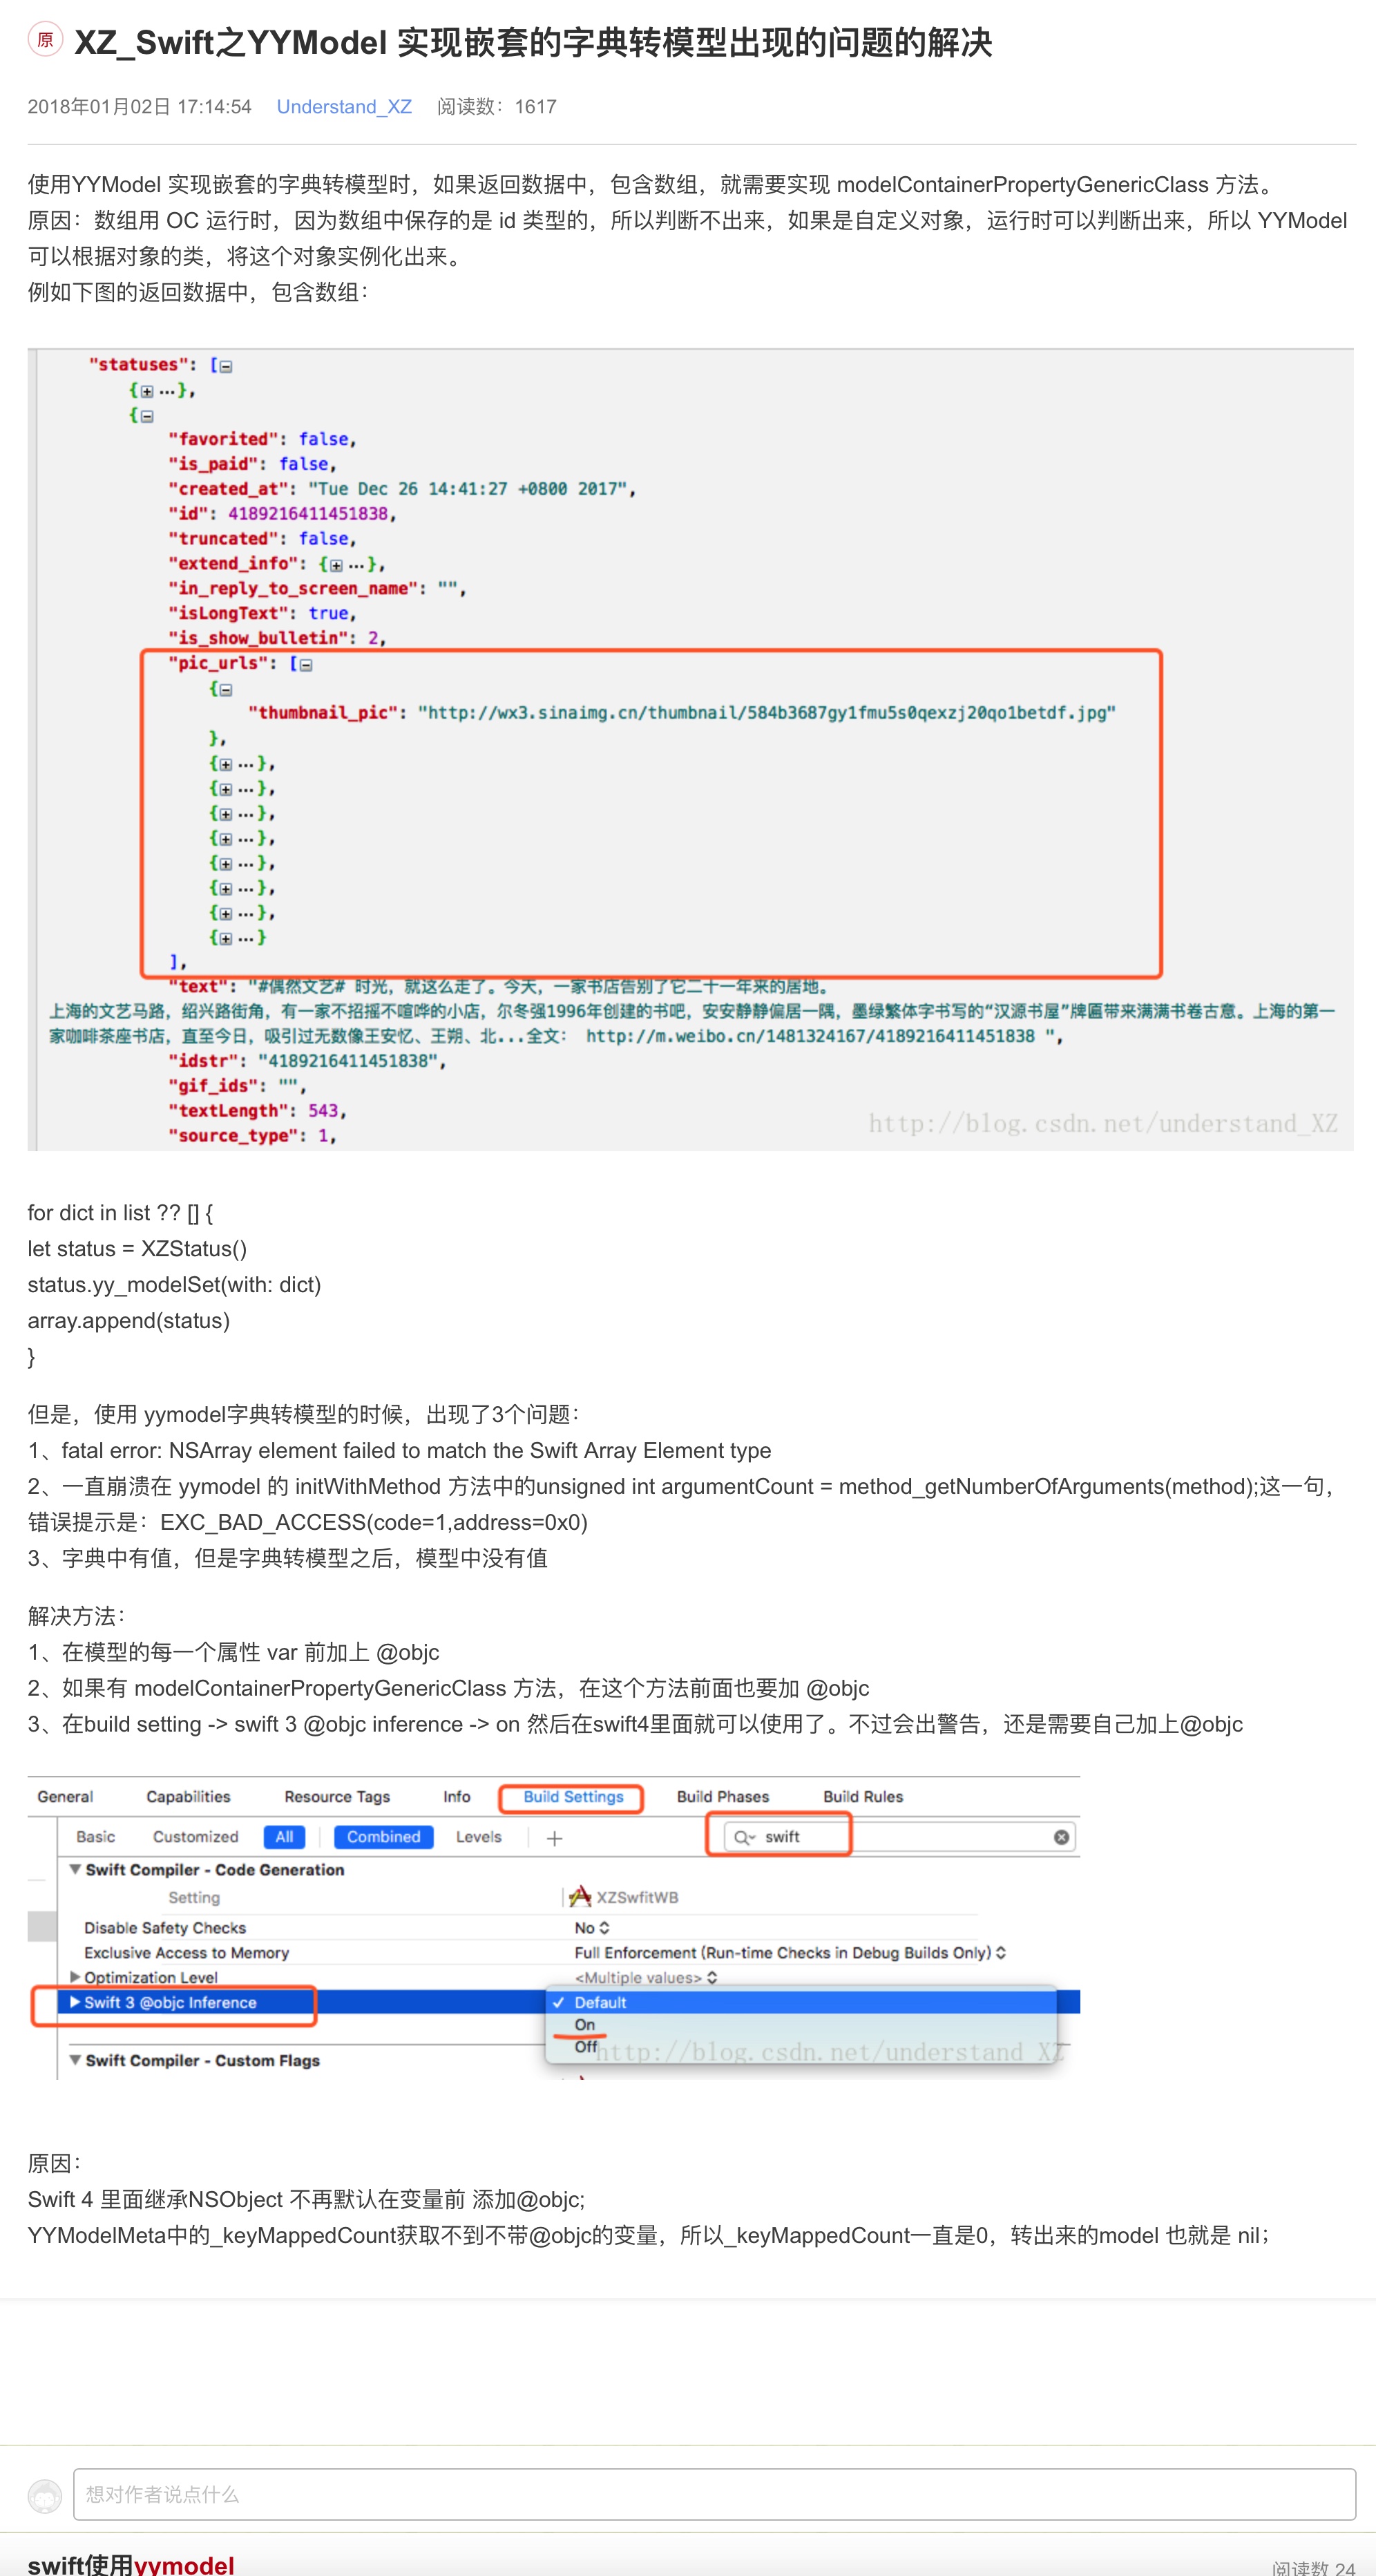 原 XZ_Swift之YYModel 实现嵌套的字典转模型出现的问题的解决
2018年01月02日 17:14:54 Understand_XZ 阅读数：1617
使用YYModel 实现嵌套的字典转模型时，如果返回数据中，包含数组，就需要实现 modelContainerPropertyGenericClass 方法。
原因：数组用 OC 运行时，因为数组中保存的是 id 类型的，所以判断不出来，如果是自定义对象，运行时可以判断出来，所以 YYModel
可以根据对象的类，将这个对象实例化出来。
例如下图的返回数据中，包含数组：
"statuses": [
{ ...},
{
"favorited": false,
"is_paid": false,
"created_at": "Tue Dec 26 14:41:27 +0800 2017",
"id": 4189216411451838,
"truncated": false,
"extend_info": { ...},
"in_reply_to_screen_name": "",
"isLongText": true,
"is_show_bulletin": 2,
"pic_urls": [
{
"thumbnail_pic": "http://wx3.sinaimg.cn/thumbnail/584b3687gy1fmu5s0qexzj20qo1betdf.jpg"
},
{ ...},
{ ...},
{ ...},
{ ...},
{ ...},
{ ...},
{ ...},
{ ...}
],
"text": "#偶然文艺# 时光，就这么走了。今天，一家书店告别了它二十一年来的居地。
上海的文艺马路，绍兴路街角，有一家不招摇不喧哗的小店，尔冬强1996年创建的书吧，安安静静偏居一隅，墨绿繁体字书写的“汉源书屋”牌匾带来满满书卷古意。上海的第一
家咖啡茶座书店，直至今日，吸引过无数像王安忆、王朔、北...全文： http://m.weibo.cn/1481324167/4189216411451838 ",
"idstr": "4189216411451838",
"gif_ids": "",
"textLength": 543,
"source_type": 1,
http://blog.csdn.net/understand_XZ
for dict in list ?? [] {
let status = XZStatus()
status.yy_modelSet(with: dict)
array.append(status)
}
但是，使用 yymodel字典转模型的时候，出现了3个问题：
1、fatal error: NSArray element failed to match the Swift Array Element type
2、一直崩溃在 yymodel 的 initWithMethod 方法中的unsigned int argumentCount = method_getNumberOfArguments(method);这一句，
错误提示是：EXC_BAD_ACCESS(code=1,address=0x0)
3、字典中有值，但是字典转模型之后，模型中没有值
解决方法：
1、在模型的每一个属性 var 前加上 @objc
2、如果有 modelContainerPropertyGenericClass 方法，在这个方法前面也要加 @objc
3、在build setting -> swift 3 @objc inference -> on 然后在swift4里面就可以使用了。不过会出警告，还是需要自己加上@objc
General Capabilities Resource Tags Info Build Settings Build Phases Build Rules
Basic Customized All Combined Levels + swift
Swift Compiler - Code Generation
Setting XZSwfitWB
Disable Safety Checks No
Exclusive Access to Memory Full Enforcement (Run-time Checks in Debug Builds Only)
Optimization Level <Multiple values>
Swift 3 @objc Inference ✓ Default
On
Off http://blog.csdn.net/understand_XZ
Swift Compiler - Custom Flags
原因：
Swift 4 里面继承NSObject 不再默认在变量前 添加@objc;
YYModelMeta中的_keyMappedCount获取不到不带@objc的变量，所以_keyMappedCount一直是0，转出来的model 也就是 nil；
想对作者说点什么
swift使用yymodel 阅读数 24